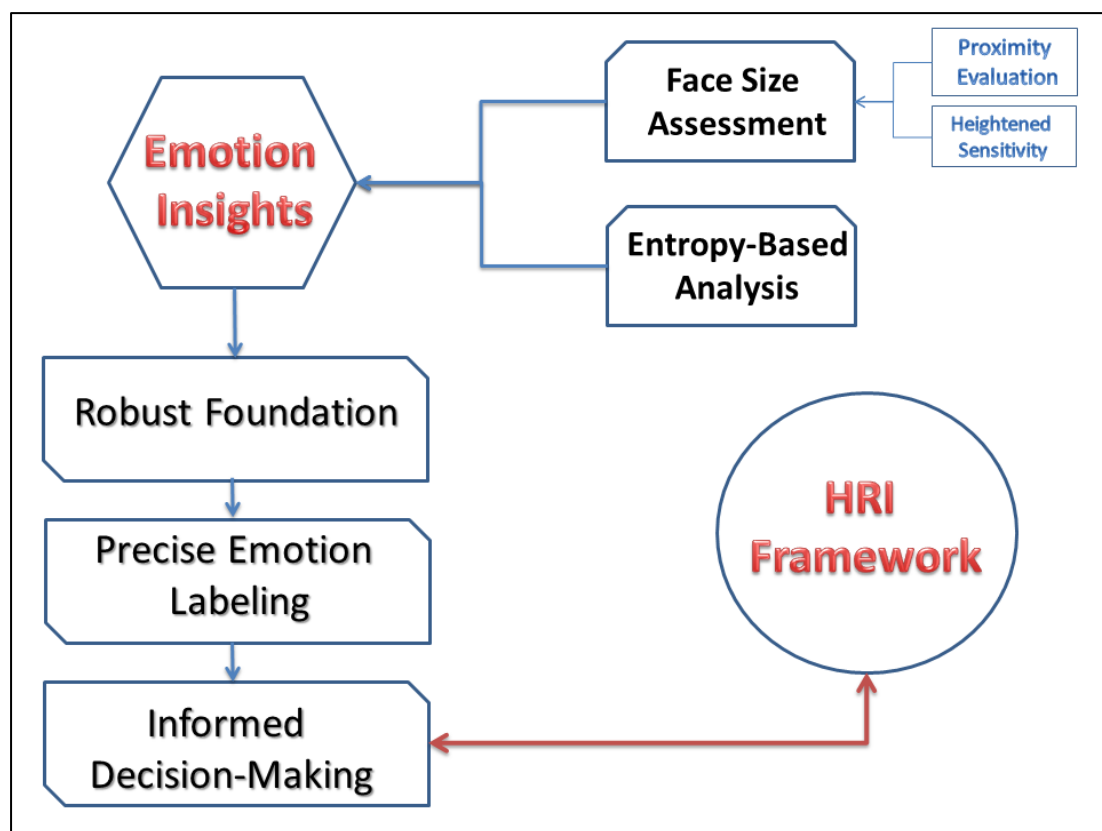 Emotion
Insights
Face Size
Assessment
Proximity
Evaluation
Heightened
Sensitivity
Entropy-Based
Analysis
Robust Foundation
Precise Emotion
Labeling
Informed
Decision-Making
HRI
Framework